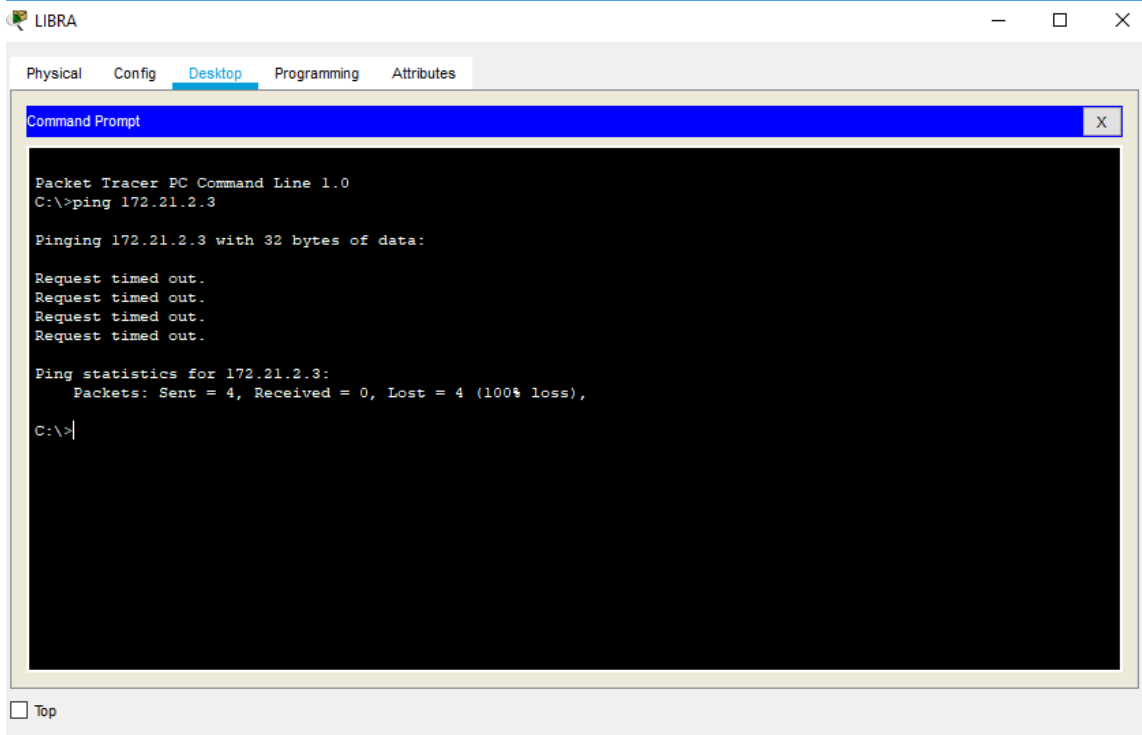 LIBRA
Physical Config Desktop Programming Attributes
Command Prompt X
Packet Tracer PC Command Line 1.0
C:\>ping 172.21.2.3
Pinging 172.21.2.3 with 32 bytes of data:
Request timed out.
Request timed out.
Request timed out.
Request timed out.
Ping statistics for 172.21.2.3:
Packets: Sent = 4, Received = 0, Lost = 4 (100% loss),
C:\>
Top